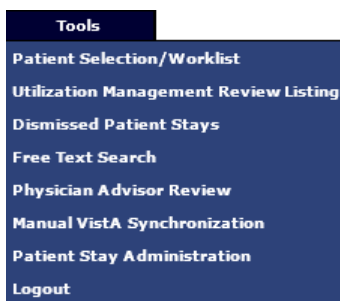 Tools
Patient Selection/Worklist
Utilization Management Review Listing
Dismissed Patient Stays
Free Text Search
Physician Advisor Review
Manual VistA Synchronization
Patient Stay Administration
Logout